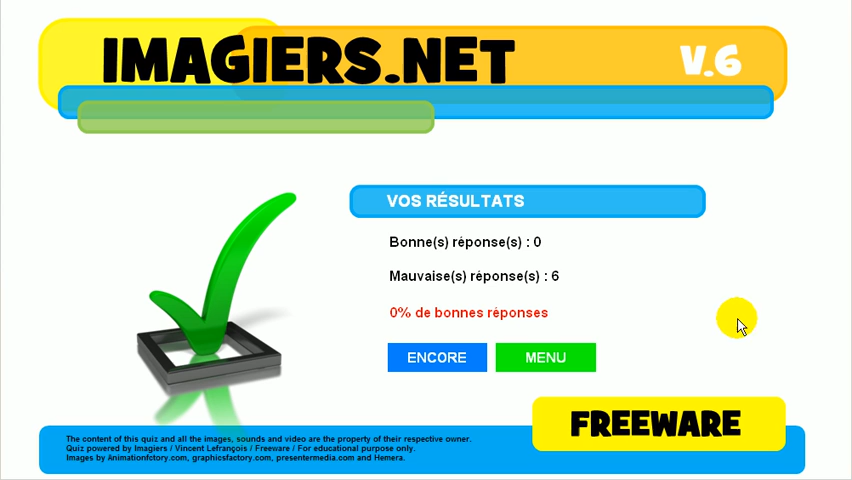 IMAGIERS.NET
V.6
VOS RÉSULTATS
Bonne(s) réponse(s) : 0
Mauvaise(s) réponse(s) : 6
0% de bonnes réponses
ENCORE
MENU
FREEWARE
The content of this quiz and all the images, sounds and video are the property of their respective owner.
Quiz powered by Imagiers / Vincent Lefrançois / Freeware / For educational purpose only.
Images by Animationfctory.com, graphicsfactory.com, presentermedia.com and Hemera.